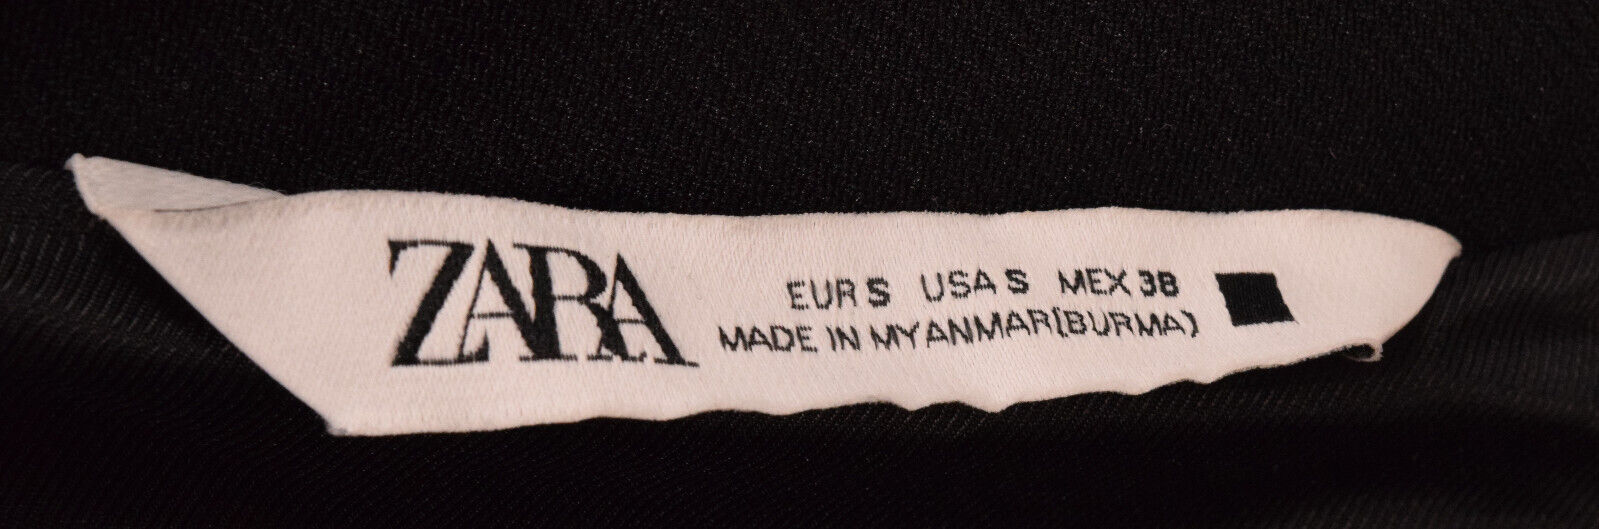 ZARA
EUR S USA S MEX 38
MADE IN MYANMAR(BURMA)